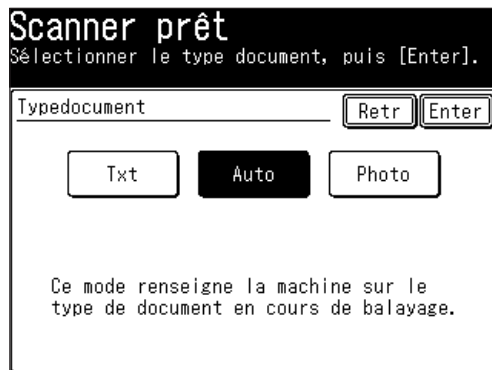 Scanner prêt
Sélectionner le type document, puis [Enter].
Typedocument Retr Enter
Txt Auto Photo
Ce mode renseigne la machine sur le
type de document en cours de balayage.